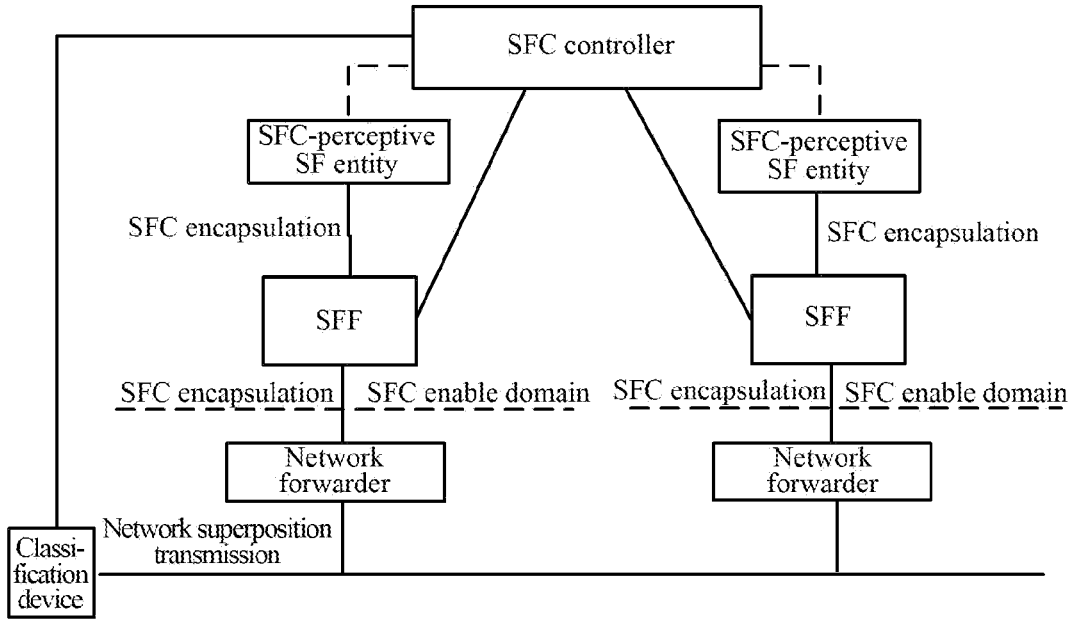 SFC controller
SFC-perceptive
SF entity
SFC-perceptive
SF entity
SFC encapsulation
SFC encapsulation
SFF
SFF
SFC encapsulation
SFC enable domain
SFC encapsulation
SFC enable domain
Network
forwarder
Network
forwarder
Network superposition
transmission
Classi-
fication
device